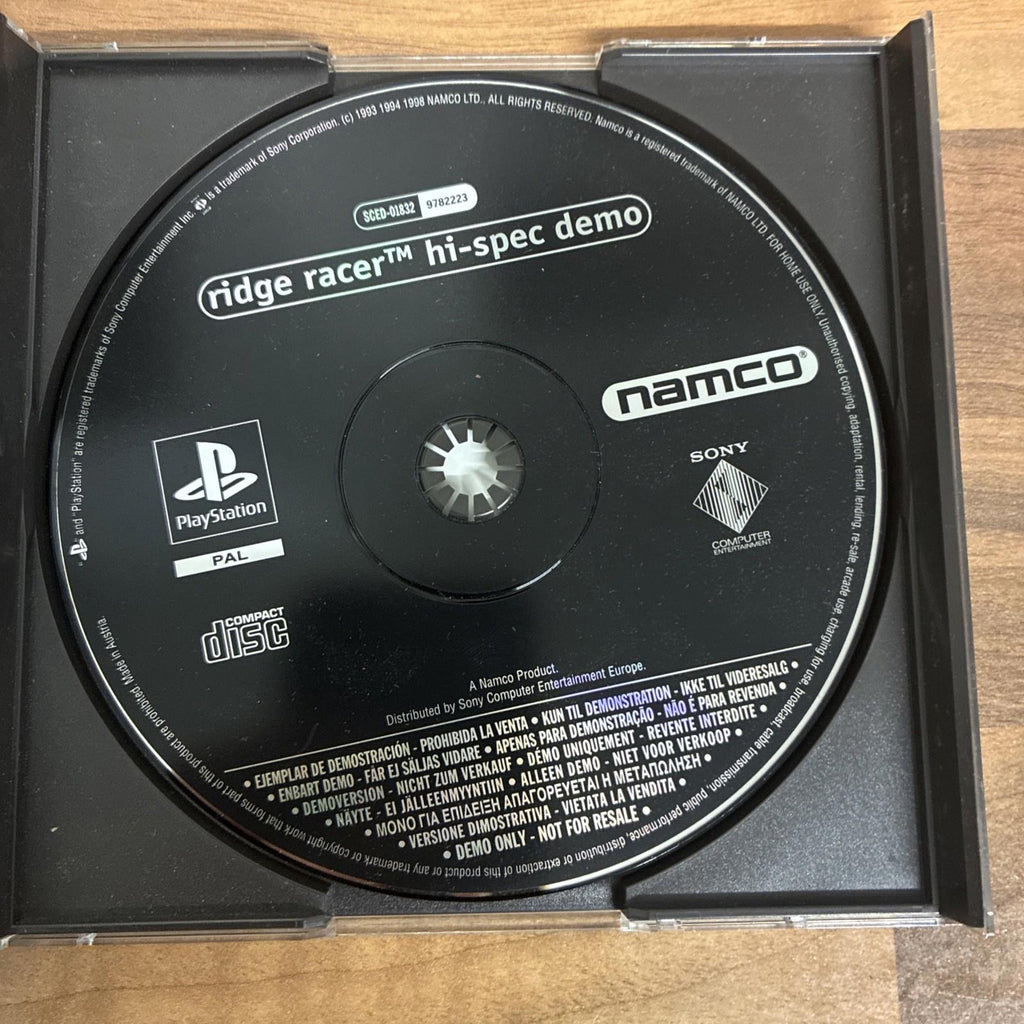 SCED-01832 9782223
ridge racer™ hi-spec demo
namco®
PlayStation
PAL
SONY
COMPUTER
ENTERTAINMENT
COMPACT
disc
A Namco Product.
Distributed by Sony Computer Entertainment Europe.
• EJEMPLAR DE DEMOSTRACIÓN - PROHIBIDA LA VENTA • KUN TIL DEMONSTRATION - IKKE TIL VIDERESALG •
• ENBART DEMO - FÅR EJ SÄLJAS VIDARE • APENAS PARA DEMONSTRAÇÃO - NÃO É PARA REVENDA •
• DEMOVERSION - NICHT ZUM VERKAUF • DÉMO UNIQUEMENT - REVENTE INTERDITE •
• NÄYTE - EI JÄLLEENMYYNTIIN • ALLEEN DEMO - NIET VOOR VERKOOP •
• ΜΟΝΟ ΓΙΑ ΕΠΙΔΕΙΞΗ ΑΠΑΓΟΡΕΥΕΤΑΙ Η ΜΕΤΑΠΩΛΗΣΗ •
• VERSIONE DIMOSTRATIVA - VIETATA LA VENDITA •
• DEMO ONLY - NOT FOR RESALE •
" " and "PlayStation" are registered trademarks of Sony Computer Entertainment Inc. " " is a trademark of Sony Corporation. (c) 1993 1994 1998 NAMCO LTD., ALL RIGHTS RESERVED. Namco is a registered trademark of NAMCO LTD. FOR HOME USE ONLY. Unauthorised copying, adaptation, rental, lending, re-sale, arcade use, charging for use, broadcast, cable transmission, public performance, distribution or extraction of this product or any trademark or copyright work that forms part of this product are prohibited. Made in Austria.